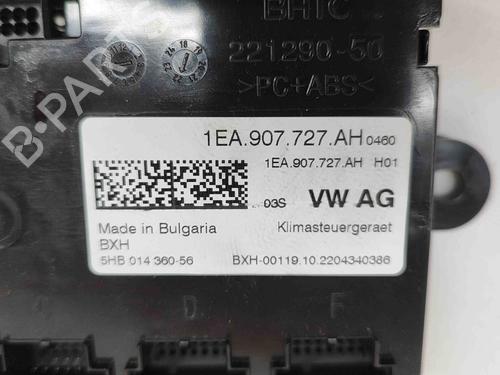 BHTC
221290-50
>PC+ABS<
1EA.907.727.AH 0460
1EA.907.727.AH H01
03S VW AG
Made in Bulgaria Klimasteuergeraet
BXH
5HB 014 360-56 BXH-00119.10.2204340386
D F
B-PARTS